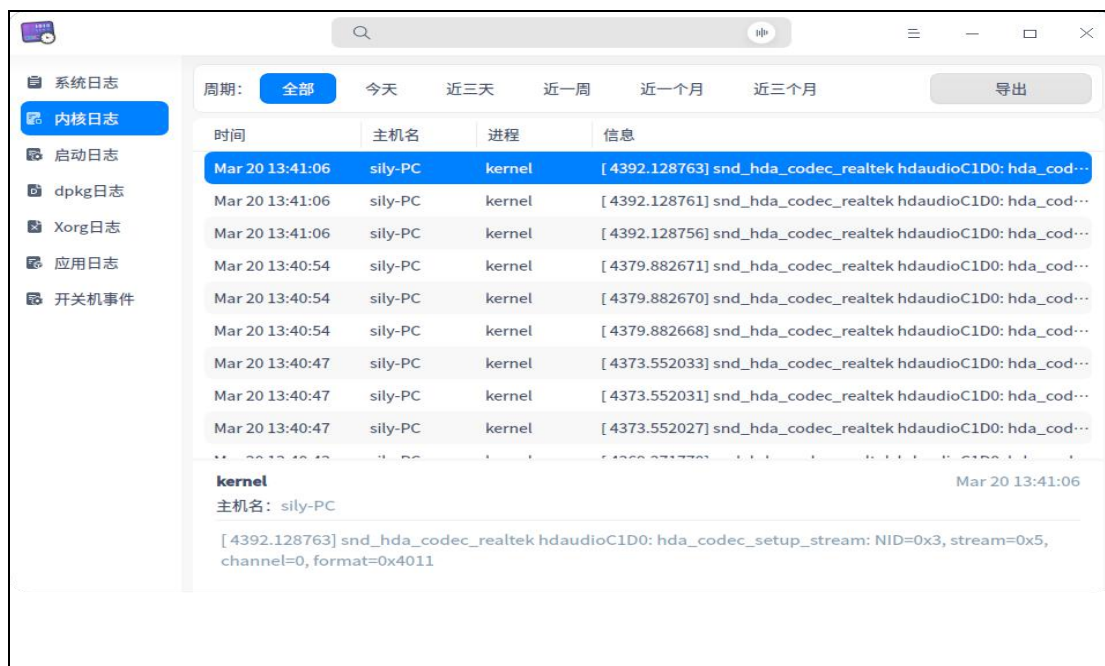 系统日志
内核日志
启动日志
dpkg日志
Xorg日志
应用日志
开关机事件
周期： 全部 今天 近三天 近一周 近一个月 近三个月 导出
时间 主机名 进程 信息
Mar 20 13:41:06 sily-PC kernel [ 4392.128763] snd_hda_codec_realtek hdaudioC1D0: hda_cod···
Mar 20 13:41:06 sily-PC kernel [ 4392.128761] snd_hda_codec_realtek hdaudioC1D0: hda_cod···
Mar 20 13:41:06 sily-PC kernel [ 4392.128756] snd_hda_codec_realtek hdaudioC1D0: hda_cod···
Mar 20 13:40:54 sily-PC kernel [ 4379.882671] snd_hda_codec_realtek hdaudioC1D0: hda_cod···
Mar 20 13:40:54 sily-PC kernel [ 4379.882670] snd_hda_codec_realtek hdaudioC1D0: hda_cod···
Mar 20 13:40:54 sily-PC kernel [ 4379.882668] snd_hda_codec_realtek hdaudioC1D0: hda_cod···
Mar 20 13:40:47 sily-PC kernel [ 4373.552033] snd_hda_codec_realtek hdaudioC1D0: hda_cod···
Mar 20 13:40:47 sily-PC kernel [ 4373.552031] snd_hda_codec_realtek hdaudioC1D0: hda_cod···
Mar 20 13:40:47 sily-PC kernel [ 4373.552027] snd_hda_codec_realtek hdaudioC1D0: hda_cod···
kernel Mar 20 13:41:06
主机名： sily-PC
[ 4392.128763] snd_hda_codec_realtek hdaudioC1D0: hda_codec_setup_stream: NID=0x3, stream=0x5,
channel=0, format=0x4011